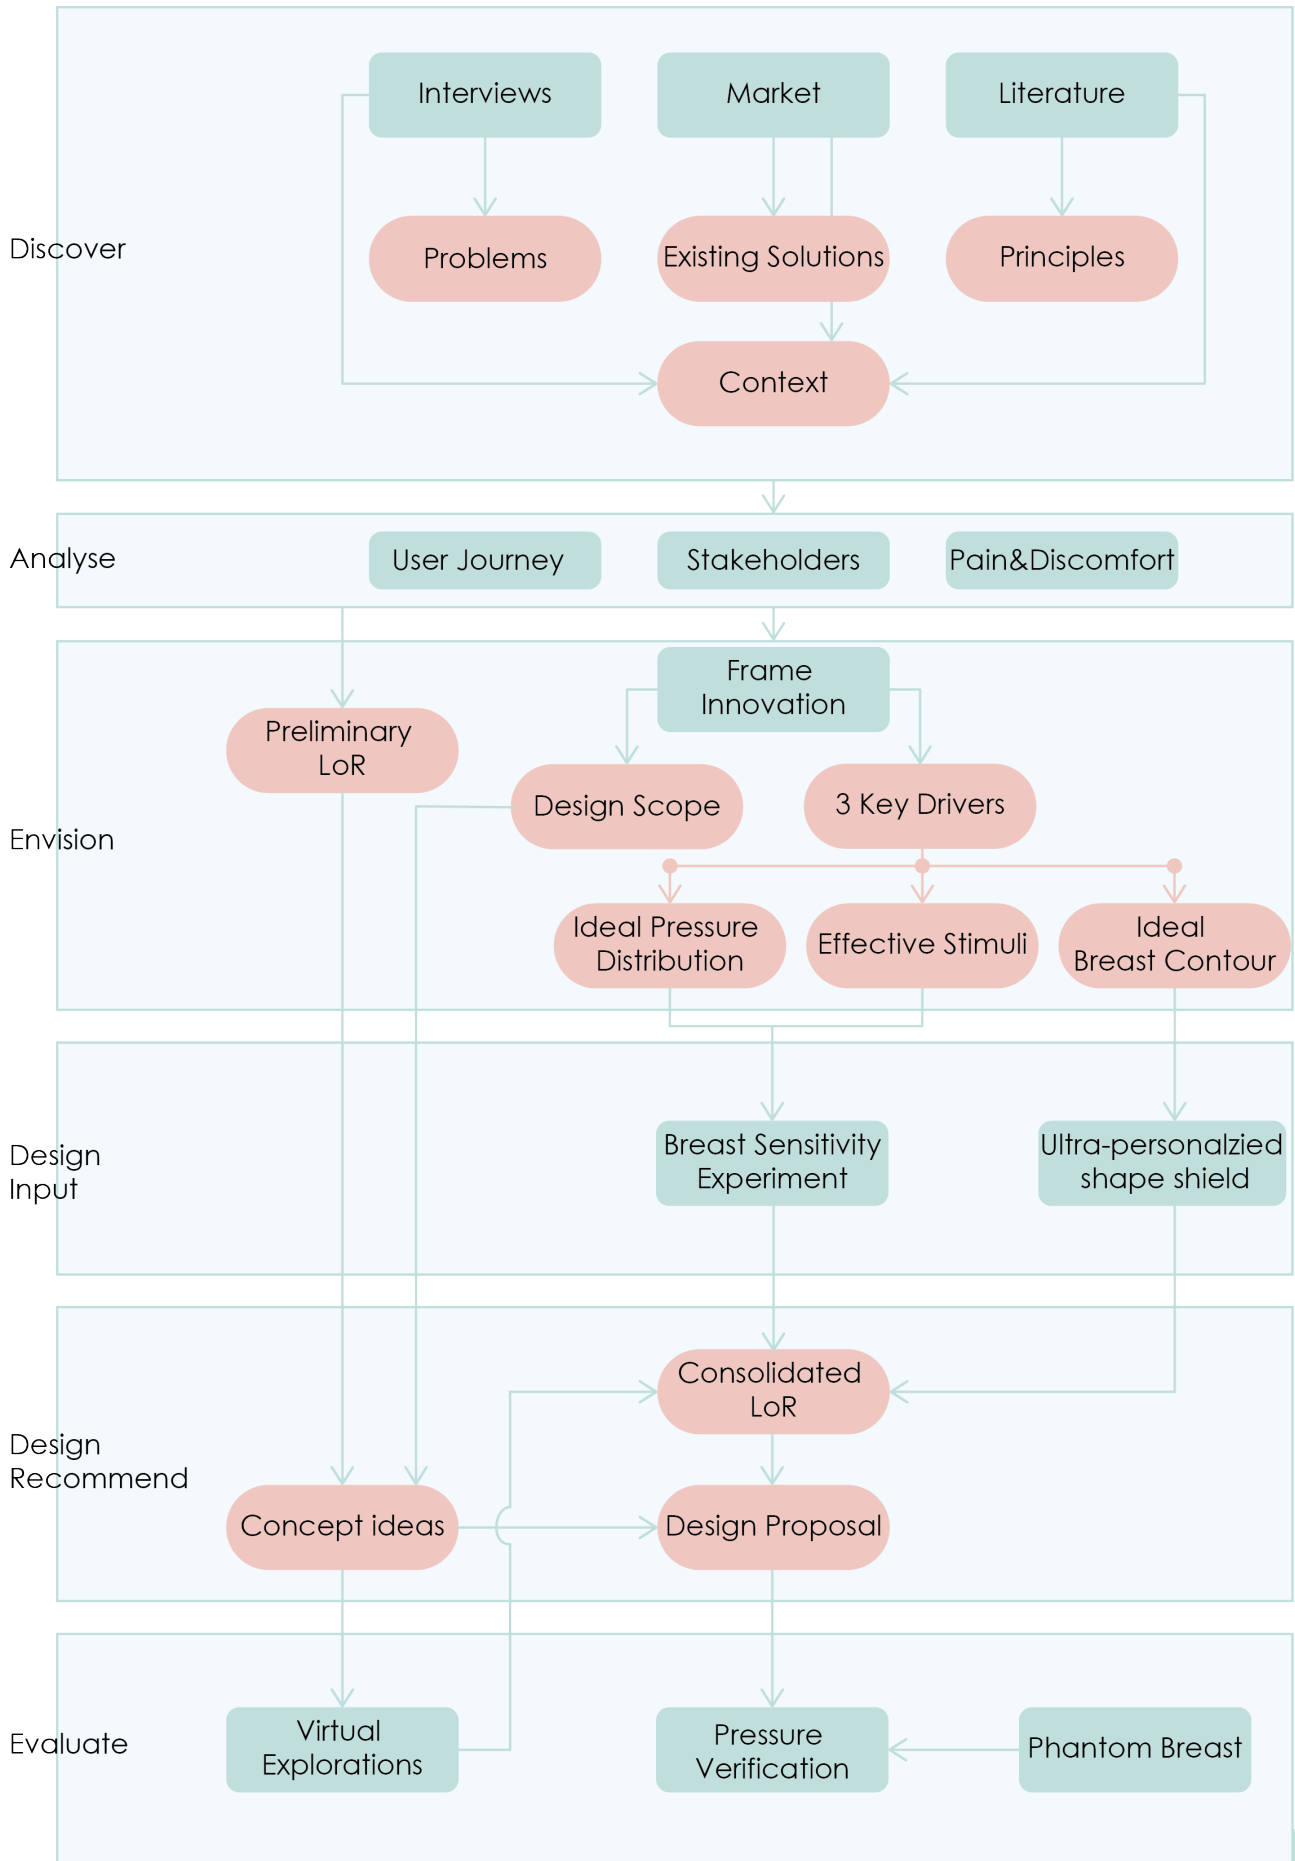 Interviews
Market
Literature
Discover
Problems
Existing Solutions
Principles
Context
Analyse
User Journey
Stakeholders
Pain&Discomfort
Frame
Innovation
Preliminary
LoR
Design Scope
3 Key Drivers
Envision
Ideal Pressure
Distribution
Effective Stimuli
Ideal
Breast Contour
Design
Input
Breast Sensitivity
Experiment
Ultra-personalzied
shape shield
Consolidated
LoR
Design
Recommend
Concept ideas
Design Proposal
Evaluate
Virtual
Explorations
Pressure
Verification
Phantom Breast